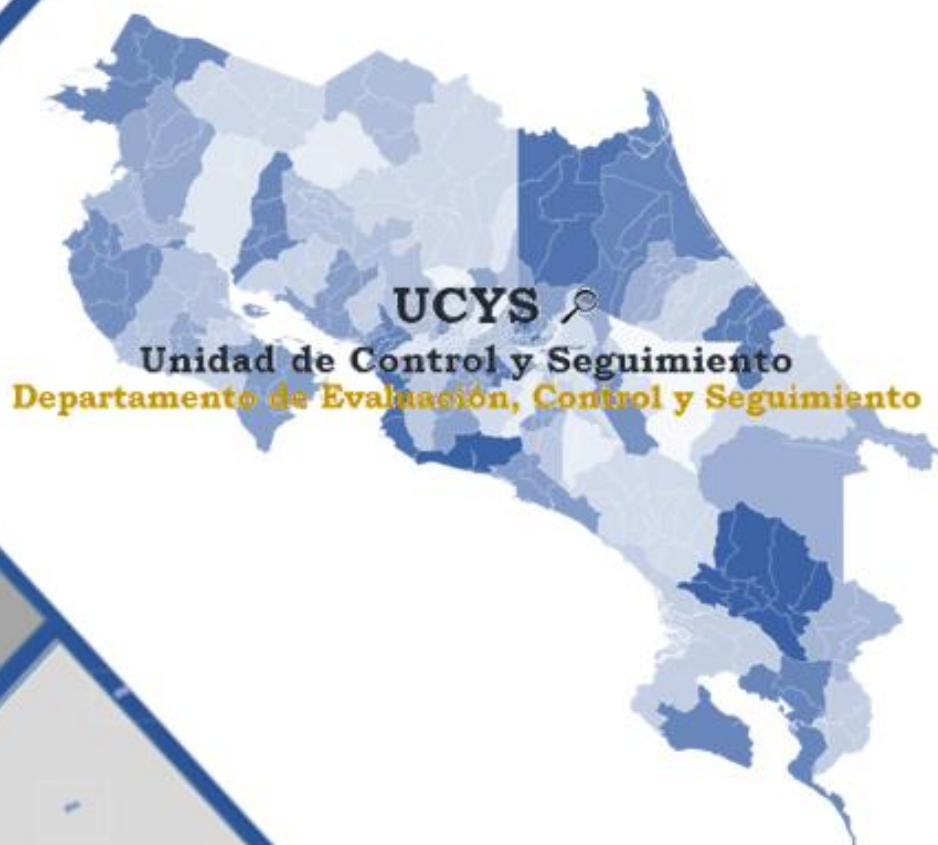 UCYS
Unidad de Control y Seguimiento
Departamento de Evaluación, Control y Seguimiento